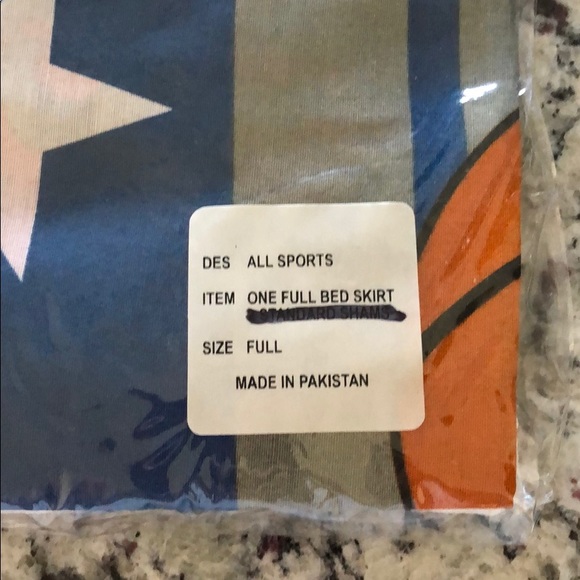 DES ALL SPORTS
ITEM ONE FULL BED SKIRT
STANDARD SHAMS
SIZE FULL
MADE IN PAKISTAN